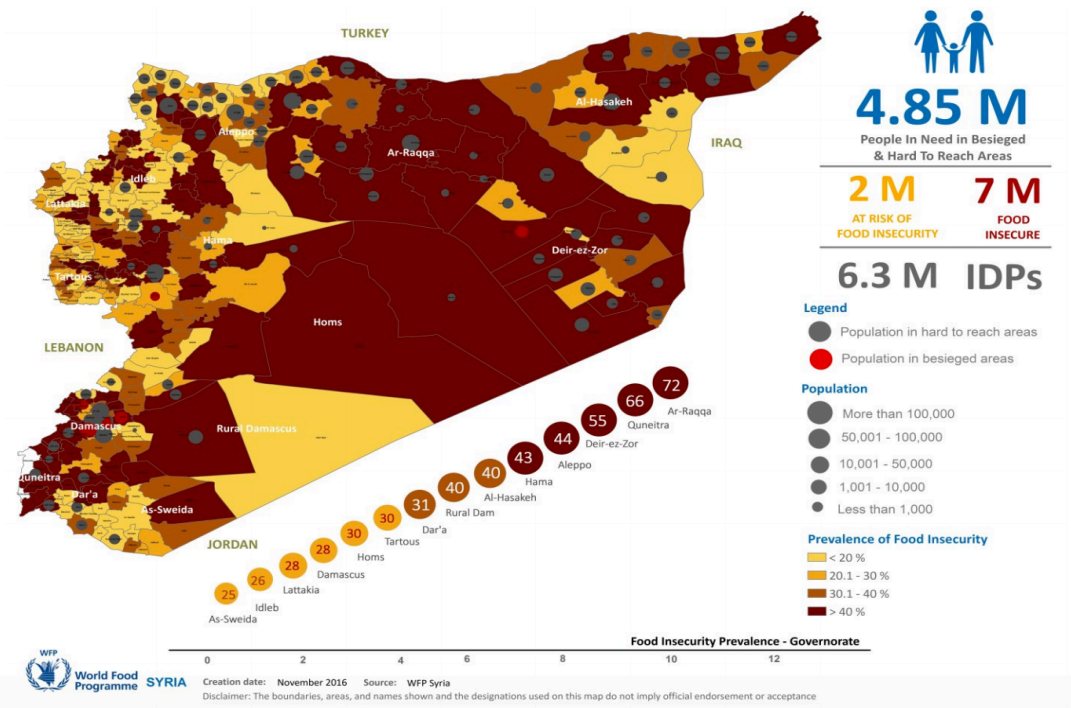 TURKEY
Al-Hasakeh
Aleppo
Ar-Raqqa
IRAQ
Idleb
Lattakia
Hama
Deir-ez-Zor
Tartous
Homs
LEBANON
Damascus
Rural Damascus
Quneitra
Dar'a
As-Sweida
JORDAN
4.85 M
People In Need in Besieged
& Hard To Reach Areas
2 M
AT RISK OF
FOOD INSECURITY
7 M
FOOD
INSECURE
6.3 M IDPs
Legend
Population in hard to reach areas
Population in besieged areas
Population
More than 100,000
50,001 - 100,000
10,001 - 50,000
1,001 - 10,000
Less than 1,000
Prevalence of Food Insecurity
< 20 %
20.1 - 30 %
30.1 - 40 %
> 40 %
72
Ar-Raqqa
66
Quneitra
55
Deir-ez-Zor
44
Aleppo
43
Hama
40
Al-Hasakeh
40
Rural Dam
31
Dar'a
30
Tartous
30
Homs
28
Damascus
28
Lattakia
26
Idleb
25
As-Sweida
Food Insecurity Prevalence - Governorate
0 2 4 6 8 10 12
WFP
World Food
Programme
SYRIA
Creation date: November 2016 Source: WFP Syria
Disclaimer: The boundaries, areas, and names shown and the designations used on this map do not imply official endorsement or acceptance